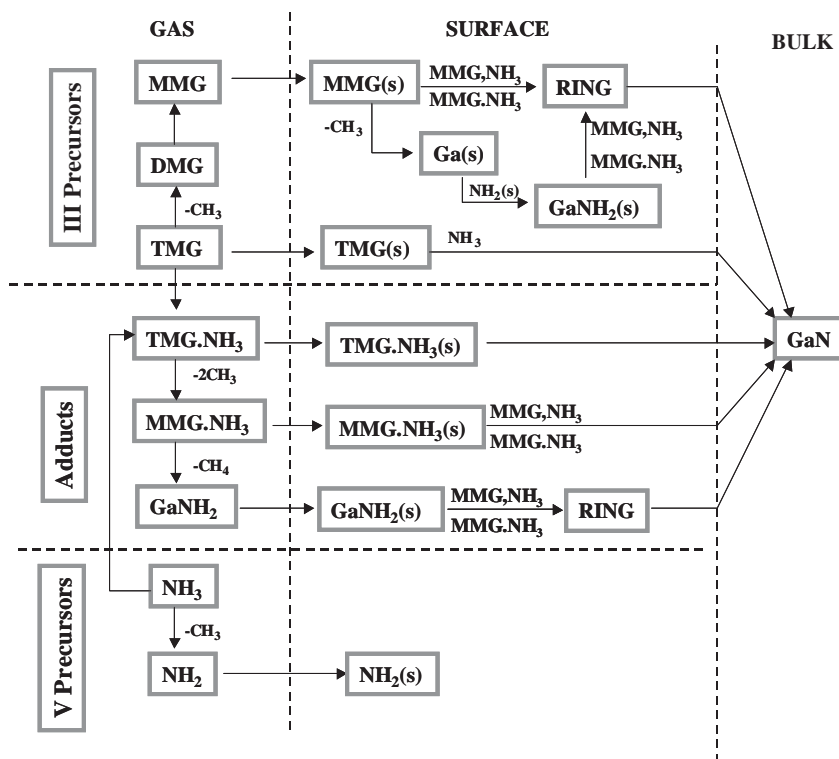 GAS
SURFACE
BULK
III Precursors
MMG
MMG(s)
MMG,NH₃
MMG.NH₃
RING
-CH₃
Ga(s)
MMG,NH₃
MMG.NH₃
DMG
NH₂(s)
GaNH₂(s)
-CH₃
TMG
TMG(s)
NH₃
GaN
Adducts
TMG.NH₃
TMG.NH₃(s)
-2CH₃
MMG.NH₃
MMG.NH₃(s)
MMG,NH₃
MMG.NH₃
-CH₄
GaNH₂
GaNH₂(s)
MMG,NH₃
MMG.NH₃
RING
V Precursors
NH₃
-CH₃
NH₂
NH₂(s)